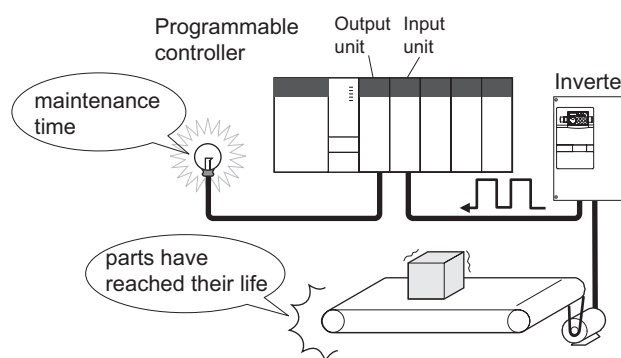 Programmable
controller
Output
unit
Input
unit
Inverte
maintenance
time
parts have
reached their life